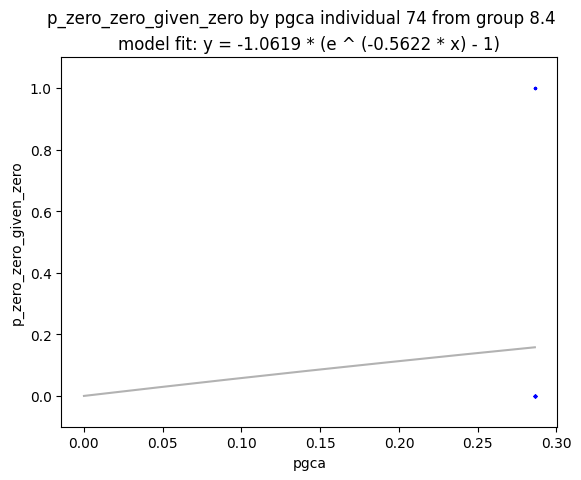 p_zero_zero_given_zero by pgca individual 74 from group 8.4
model fit: y = -1.0619 * (e ^ (-0.5622 * x) - 1)
1.0
0.8
0.6
0.4
0.2
0.0
p_zero_zero_given_zero
0.00 0.05 0.10 0.15 0.20 0.25 0.30
pgca